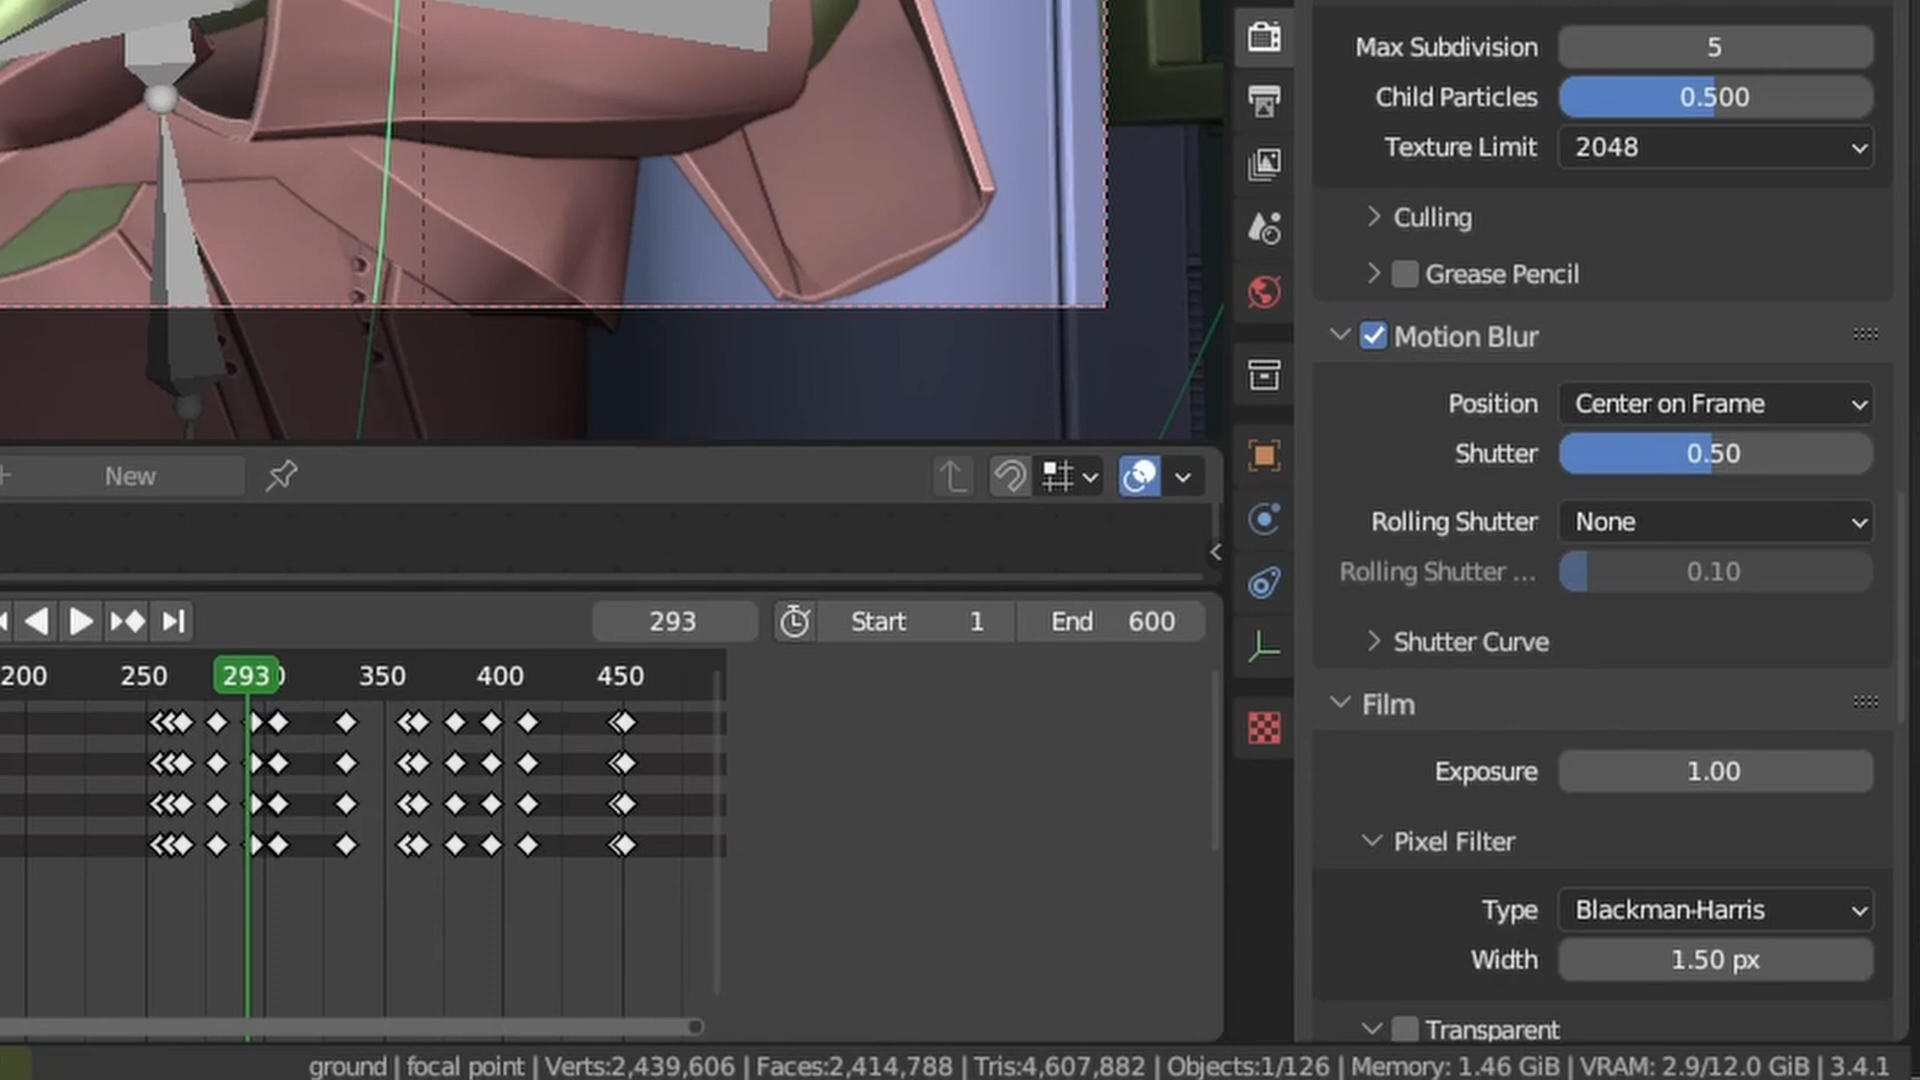 Max Subdivision 5
Child Particles 0.500
Texture Limit 2048
Culling
Grease Pencil
Motion Blur
Position Center on Frame
Shutter 0.50
Rolling Shutter None
Rolling Shutter ... 0.10
Shutter Curve
Film
Exposure 1.00
Pixel Filter
Type Blackman-Harris
Width 1.50 px
Transparent
New
293 Start 1 End 600
200 250 293 350 400 450
ground | focal point | Verts:2,439,606 | Faces:2,414,788 | Tris:4,607,882 | Objects:1/126 | Memory: 1.46 GiB | VRAM: 2.9/12.0 GiB | 3.4.1